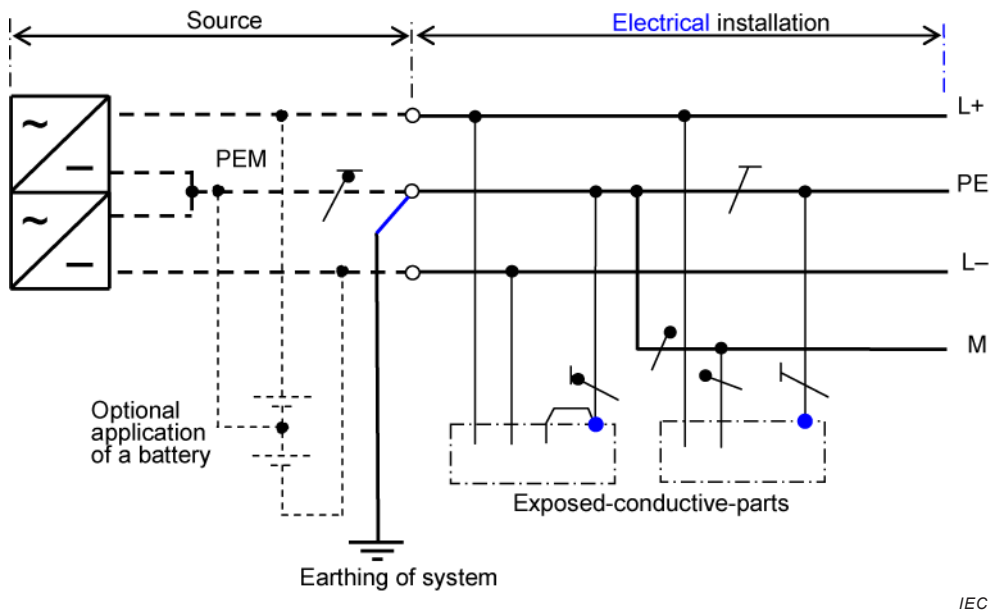 Source
Electrical installation
L+
PEM
PE
L–
M
Optional
application
of a battery
Exposed-conductive-parts
Earthing of system
IEC